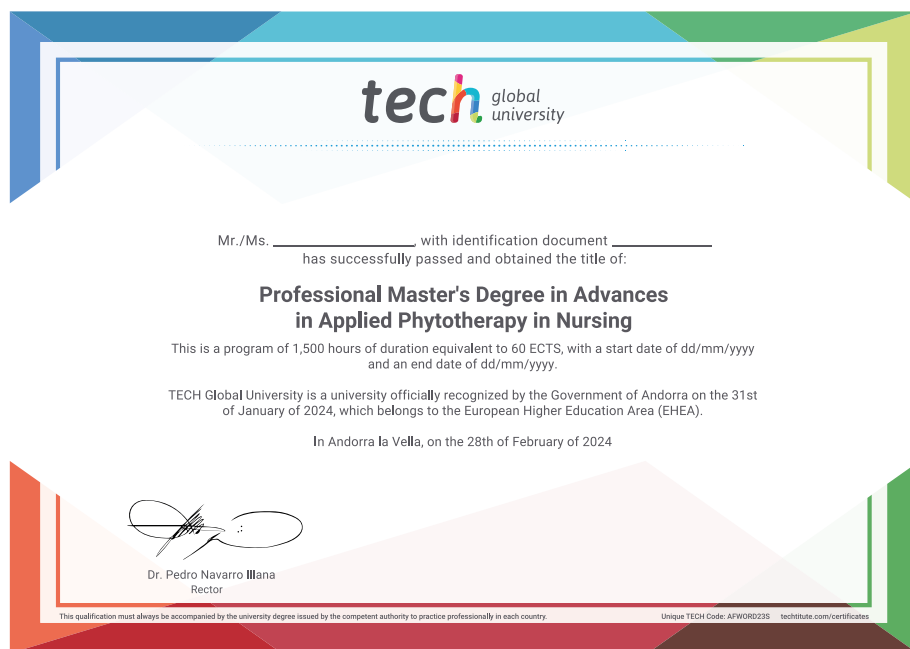 tech global university
Mr./Ms. ____________________, with identification document ______________
has successfully passed and obtained the title of:
Professional Master's Degree in Advances
in Applied Phytotherapy in Nursing
This is a program of 1,500 hours of duration equivalent to 60 ECTS, with a start date of dd/mm/yyyy
and an end date of dd/mm/yyyy.
TECH Global University is a university officially recognized by the Government of Andorra on the 31st
of January of 2024, which belongs to the European Higher Education Area (EHEA).
In Andorra la Vella, on the 28th of February of 2024
Dr. Pedro Navarro Illana
Rector
This qualification must always be accompanied by the university degree issued by the competent authority to practice professionally in each country.
Unique TECH Code: AFWORD23S techtitute.com/certificates